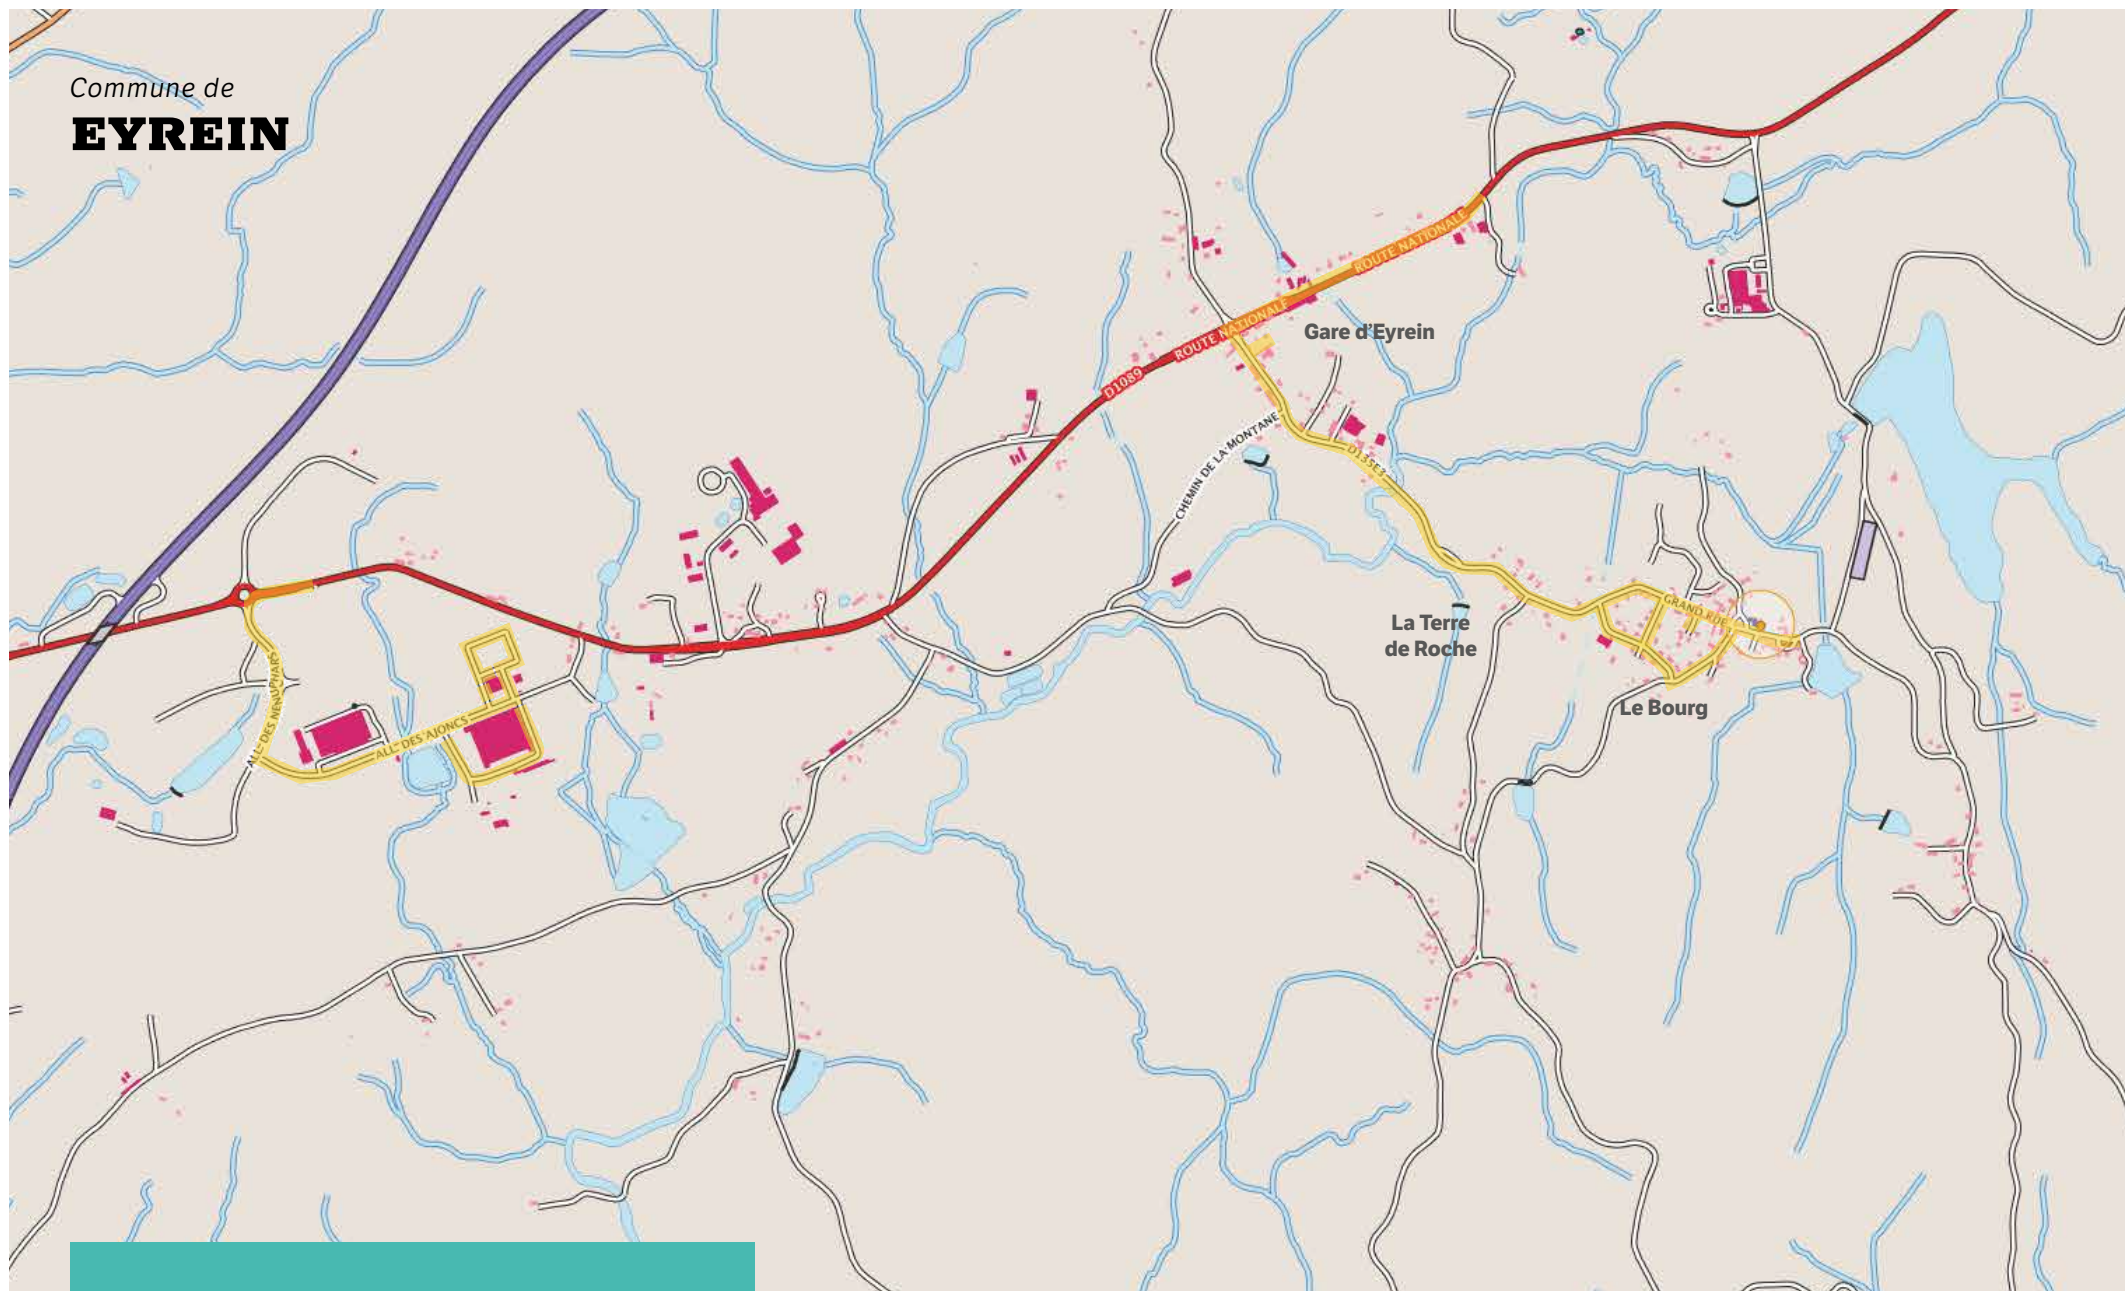 Commune de
EYREIN
ROUTE NATIONALE
ROUTE NATIONALE
Gare d'Eyrein
D1089
CHEMIN DE LA MONTANE
D135E3
GRAND RUE
La Terre
de Roche
Le Bourg
ALL. DES NENUPHARS
ALL. DES AJONCS